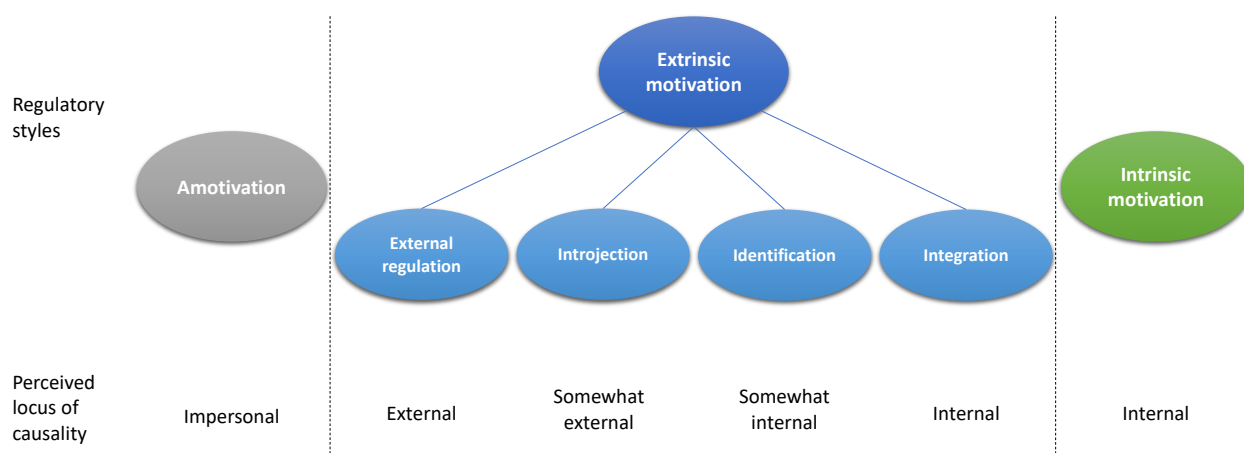 Extrinsic
motivation
Regulatory
styles
Amotivation
Intrinsic
motivation
External
regulation
Introjection
Identification
Integration
Perceived
locus of
causality
Impersonal
External
Somewhat
external
Somewhat
internal
Internal
Internal